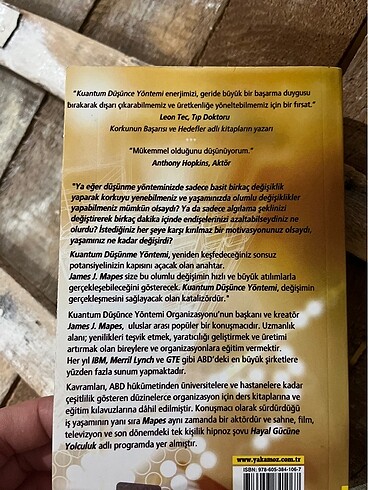 "Kuantum Düşünce Yöntemi enerjimizi, geride büyük bir başarma duygusu
bırakarak dışarı çıkarabilmemiz ve üretkenliğe yöneltebilmemiz için bir fırsat."
Leon Tec, Tıp Doktoru
Korkunun Başarısı ve Hedefler adlı kitapların yazarı
***
"Mükemmel olduğunu düşünüyorum."
Anthony Hopkins, Aktör
"Ya eğer düşünme yönteminizde sadece basit birkaç değişiklik
yaparak korkuyu yenebilmeniz ve yaşamınızda olumlu değişiklikler
yapabilmeniz mümkün olsaydı? Ya da sadece algılama şeklinizi
değiştirerek birkaç dakika içinde endişelerinizi azaltabilseydiniz ne
olurdu? İstediğiniz her şeye karşı kırılmaz bir motivasyonunuz olsaydı,
yaşamınız ne kadar değişirdi?
Kuantum Düşünme Yöntemi, yeniden keşfedeceğiniz sonsuz
potansiyelinizin kapısını açacak olan anahtar.
James J. Mapes size bu olumlu değişimin hızlı ve büyük atılımlarla
gerçekleşebileceğini gösterecek. Kuantum Düşünce Yöntemi, değişimin
gerçekleşmesini sağlayacak olan katalizördür."
Kuantum Düşünce Yöntemi Organizasyonu'nun başkanı ve kreatör
James J. Mapes, uluslar arası popüler bir konuşmacıdır. Uzmanlık
alanı; yenilikleri teşvik etmek, yaratıcılığı geliştirmek ve üretimi
artırmak olan bireylere ve organizasyonlara eğitim vermektir.
Her yıl IBM, Merril Lynch ve GTE gibi ABD'deki en büyük şirketlere
yüzden fazla sunum yapmaktadır.
Kavramları, ABD hükûmetinden üniversitelere ve hastanelere kadar
çeşitlilik gösteren düzinelerce organizasyon için ders kitaplarına ve
eğitim kılavuzlarına dâhil edilmiştir. Konuşmacı olarak sürdürdüğü
iş yaşamının yanı sıra Mapes aynı zamanda bir aktördür ve sahne, film,
televizyon ve son dönemdeki tek kişilik hipnoz şovu Hayal Gücüne
Yolculuk adlı programda yer almıştır.
www.yakamoz.com.tr
ISBN: 978-605-384-106-7